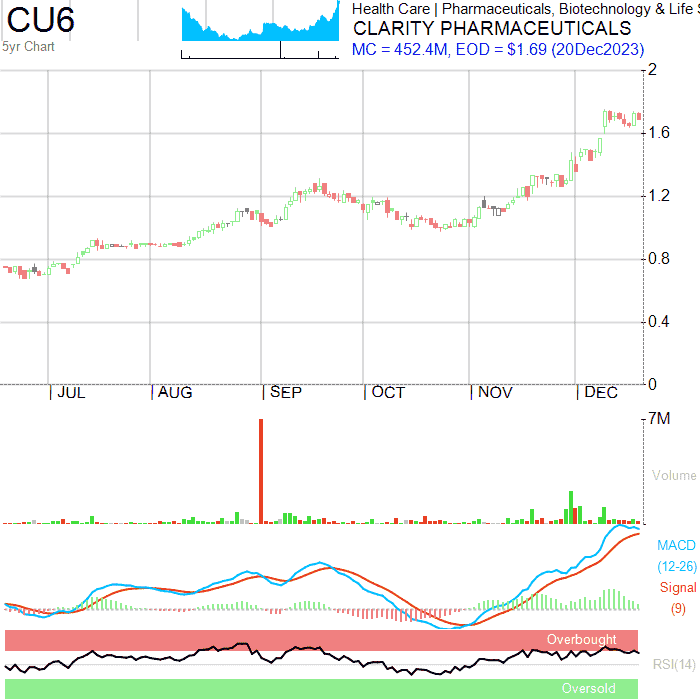 CU6
5yr Chart
Health Care | Pharmaceuticals, Biotechnology & Life S
CLARITY PHARMACEUTICALS
MC = 452.4M, EOD = $1.69 (20Dec2023)
2
1.6
1.2
0.8
0.4
0
JUL AUG SEP OCT NOV DEC
7M
Volume
MACD
(12-26)
Signal
(9)
Overbought
RSI(14)
Oversold